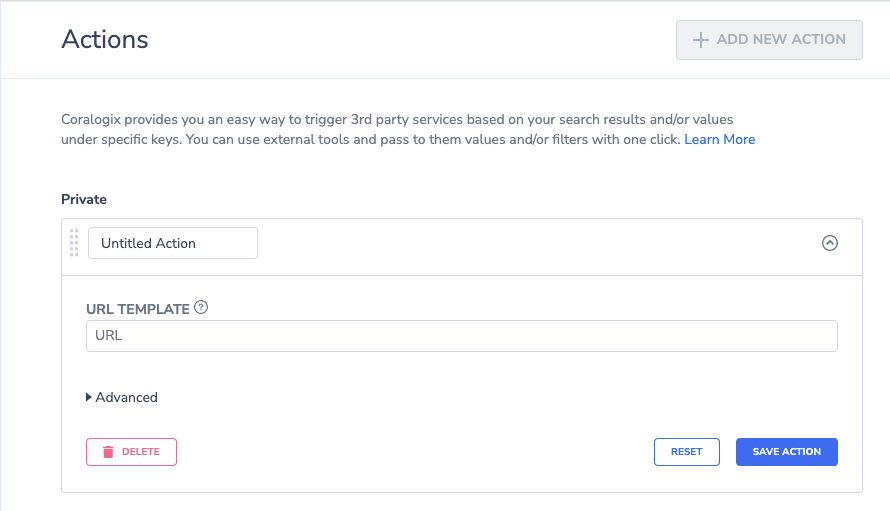 Actions
ADD NEW ACTION
Coralogix provides you an easy way to trigger 3rd party services based on your search results and/or values
under specific keys. You can use external tools and pass to them values and/or filters with one click. Learn More
Private
Untitled Action
URL TEMPLATE ?
URL
Advanced
DELETE
RESET
SAVE ACTION